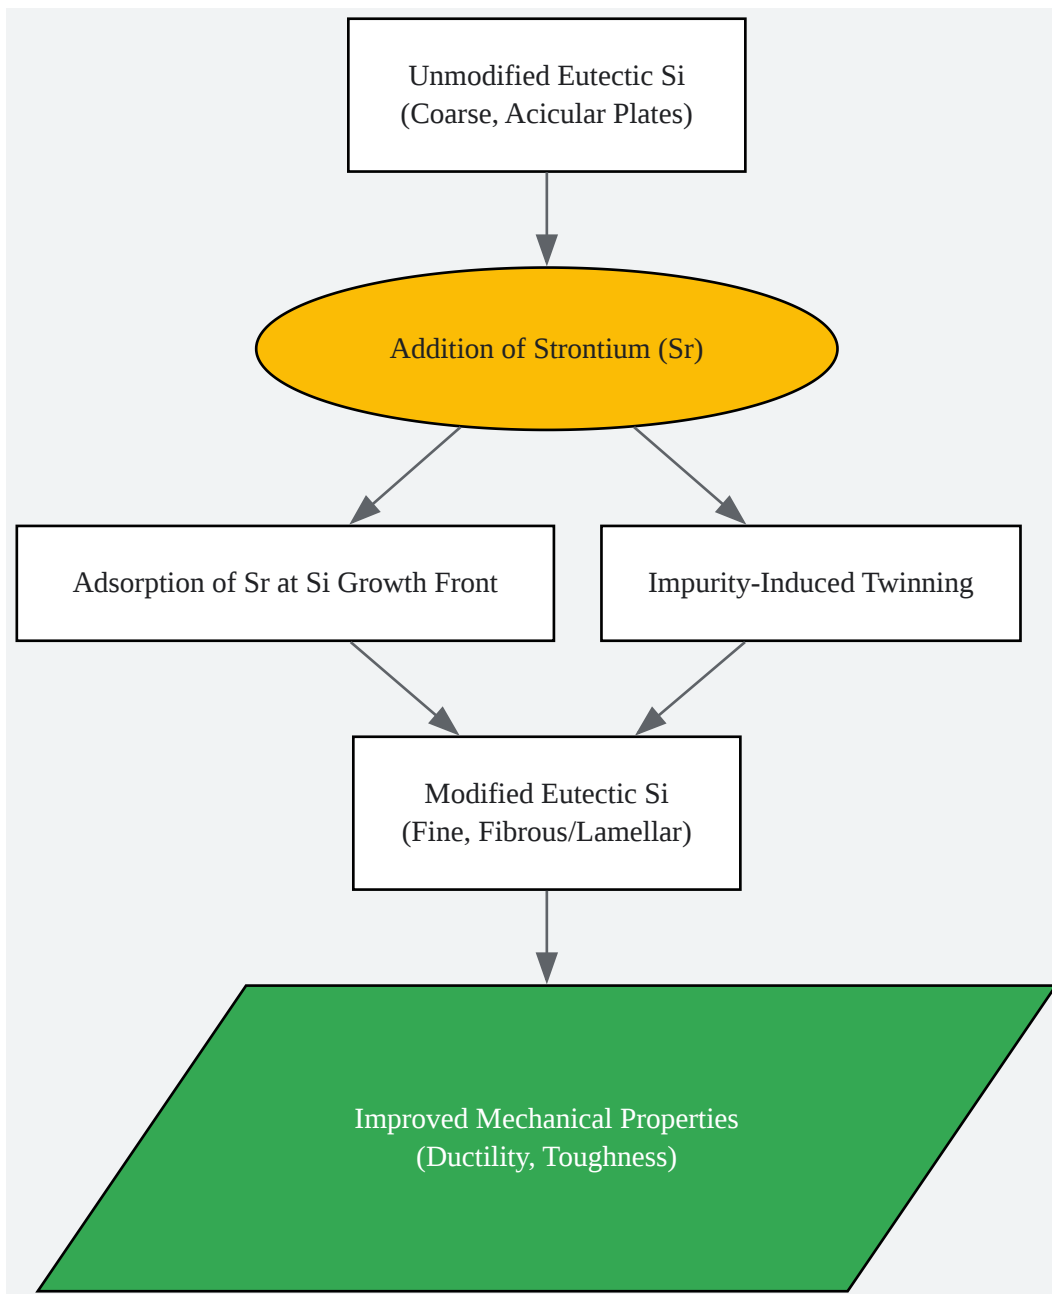 Unmodified Eutectic Si
(Coarse, Acicular Plates)
Addition of Strontium (Sr)
Adsorption of Sr at Si Growth Front
Impurity-Induced Twinning
Modified Eutectic Si
(Fine, Fibrous/Lamellar)
Improved Mechanical Properties
(Ductility, Toughness)